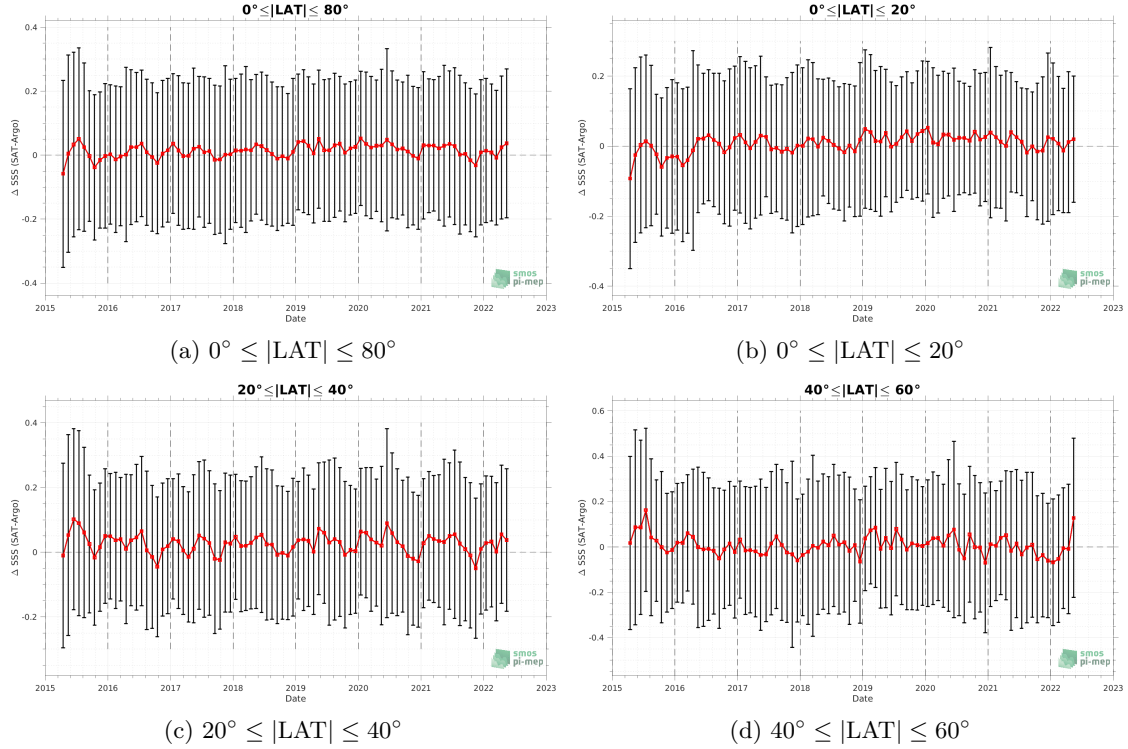 0°≤|LAT|≤ 80°
Δ SSS (SAT-Argo)
0.4
0.2
0
-0.2
-0.4
2015 2016 2017 2018 2019 2020 2021 2022 2023
Date
smos
pi-mep
(a) 0° ≤ |LAT| ≤ 80°
0°≤|LAT|≤ 20°
Δ SSS (SAT-Argo)
0.2
0
-0.2
-0.4
2015 2016 2017 2018 2019 2020 2021 2022 2023
Date
smos
pi-mep
(b) 0° ≤ |LAT| ≤ 20°
20°≤|LAT|≤ 40°
Δ SSS (SAT-Argo)
0.4
0.2
0
-0.2
2015 2016 2017 2018 2019 2020 2021 2022 2023
Date
smos
pi-mep
(c) 20° ≤ |LAT| ≤ 40°
40°≤|LAT|≤ 60°
Δ SSS (SAT-Argo)
0.6
0.4
0.2
0
-0.2
-0.4
2015 2016 2017 2018 2019 2020 2021 2022 2023
Date
smos
pi-mep
(d) 40° ≤ |LAT| ≤ 60°